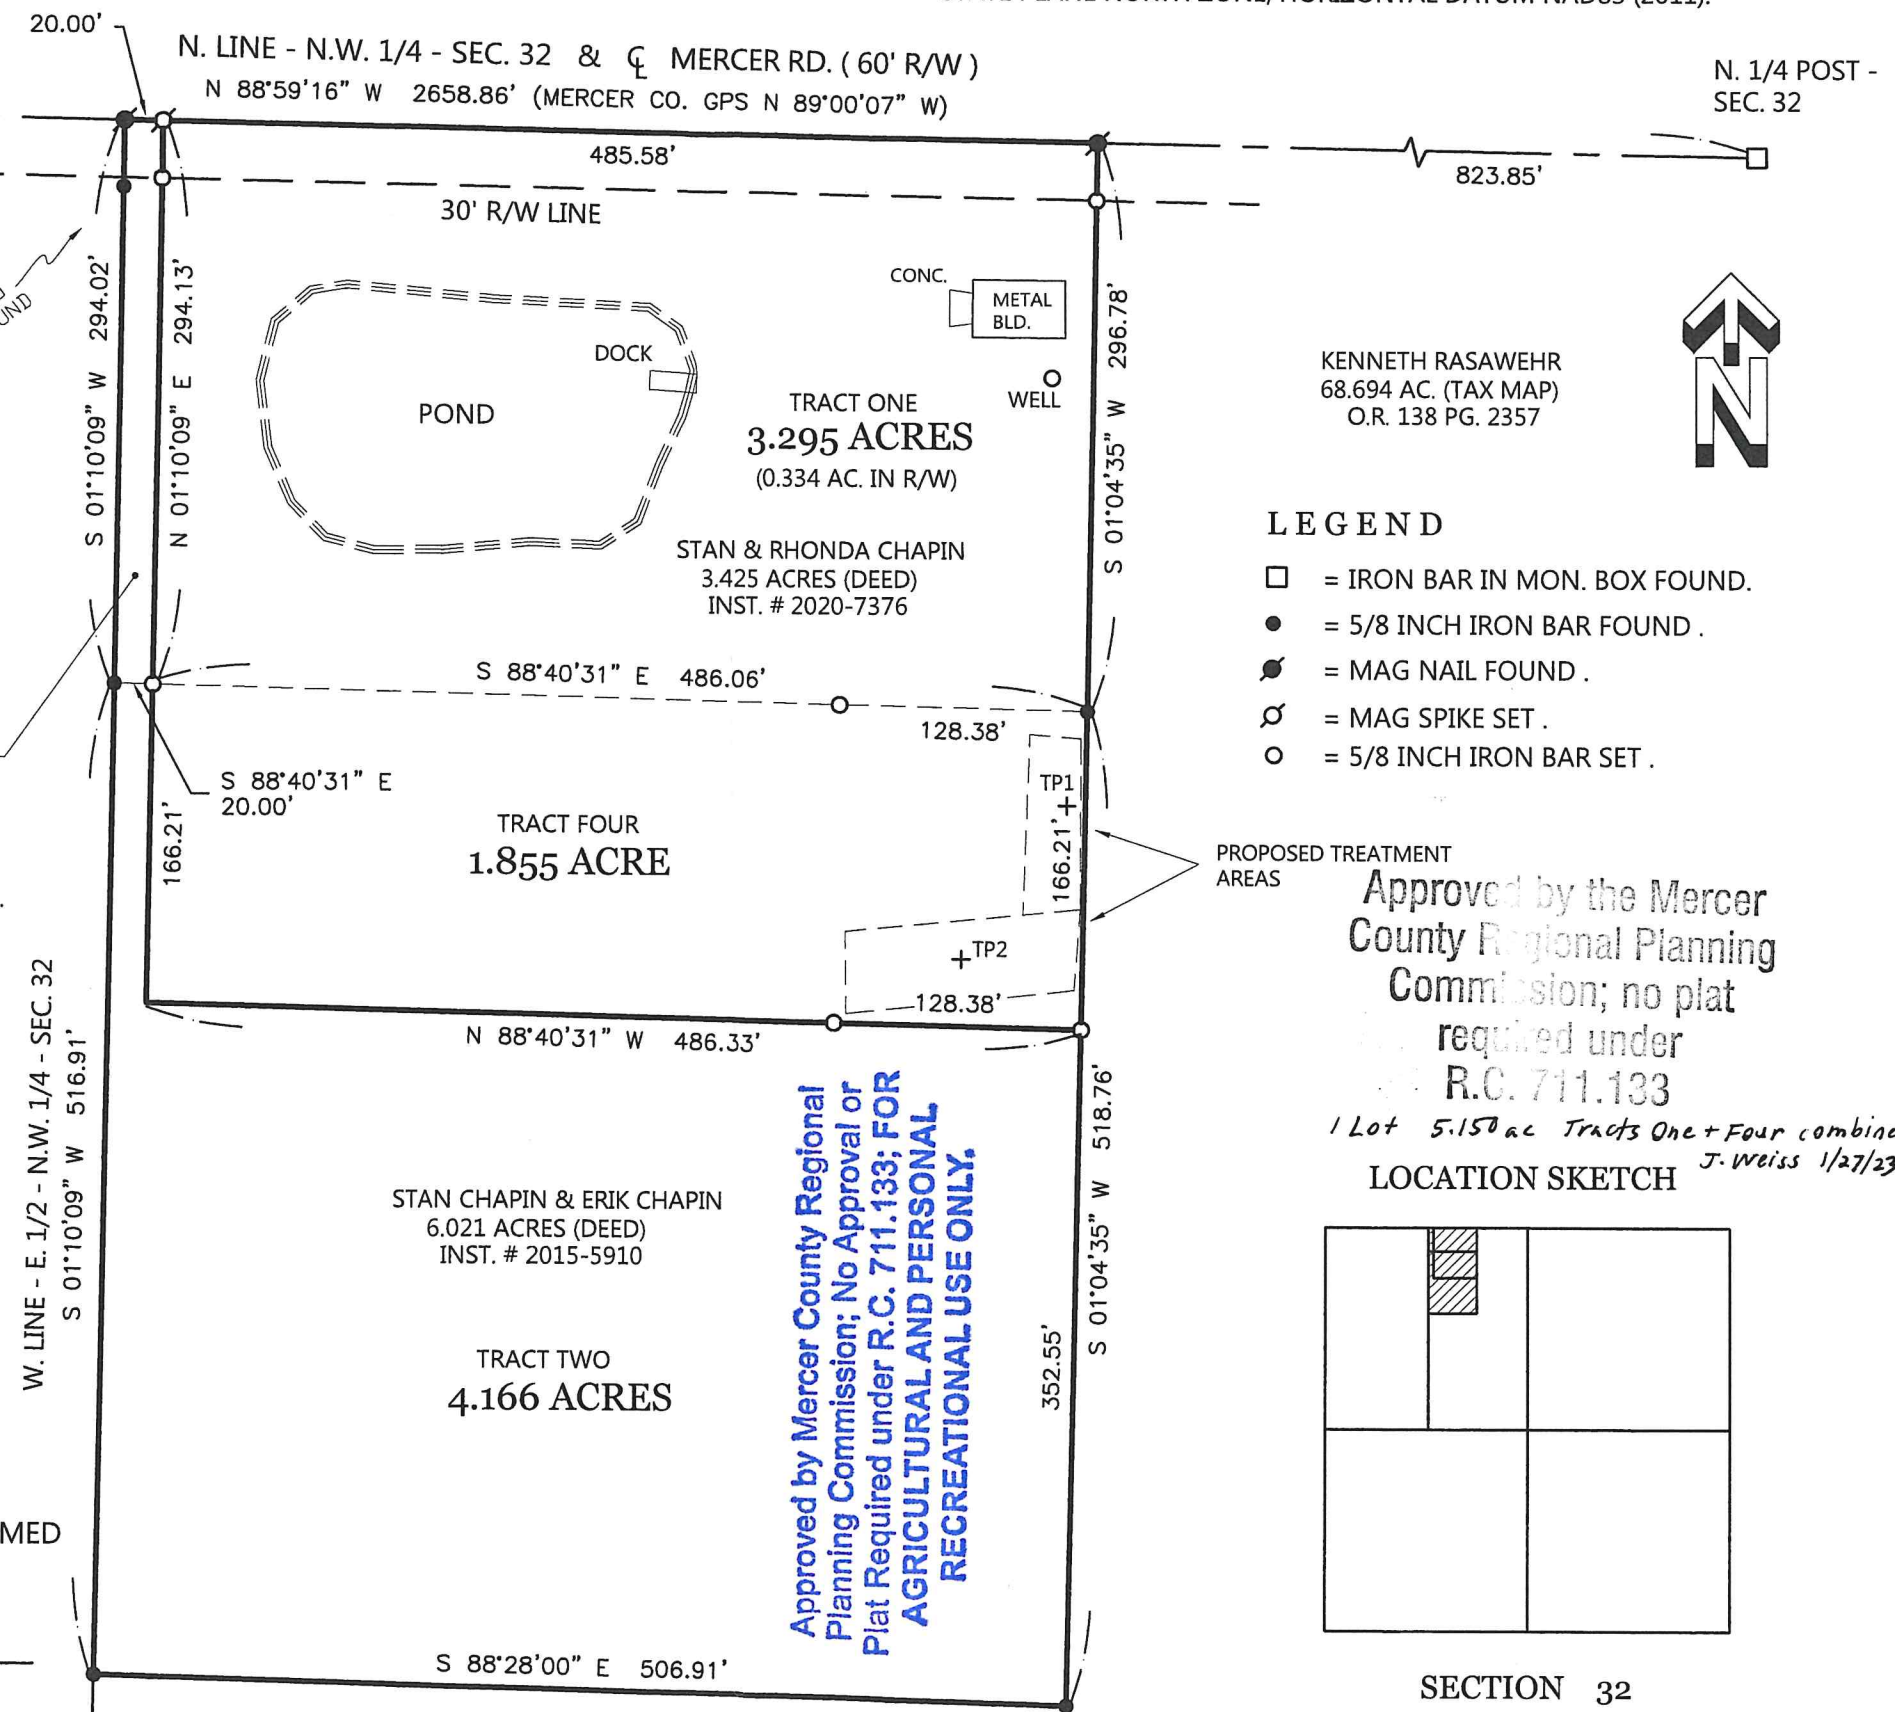 20.00'
N. LINE - N.W. 1/4 - SEC. 32 & ℄ MERCER RD. ( 60' R/W )
N 88°59'16" W 2658.86' (MERCER CO. GPS N 89°00'07" W)
N. 1/4 POST -
SEC. 32
485.58'
823.85'
30' R/W LINE
S 01°10'09" W 294.02'
N 01°10'09" E 294.13'
CONC.
METAL
BLD.
DOCK
POND
WELL
TRACT ONE
3.295 ACRES
(0.334 AC. IN R/W)
STAN & RHONDA CHAPIN
3.425 ACRES (DEED)
INST. # 2020-7376
S 01°04'35" W 296.78'
KENNETH RASAWEHR
68.694 AC. (TAX MAP)
O.R. 138 PG. 2357
N
LEGEND
= IRON BAR IN MON. BOX FOUND.
= 5/8 INCH IRON BAR FOUND .
= MAG NAIL FOUND .
= MAG SPIKE SET .
= 5/8 INCH IRON BAR SET .
S 88°40'31" E 486.06'
128.38'
S 88°40'31" E
20.00'
166.21'
TRACT FOUR
1.855 ACRE
TP1
166.21'
TP2
128.38'
PROPOSED TREATMENT
AREAS
Approved by the Mercer
County Regional Planning
Commission; no plat
required under
R.C. 711.133
1 Lot 5.150 ac Tracts One + Four combine
J. Weiss 1/27/23
N 88°40'31" W 486.33'
W. LINE - E. 1/2 - N.W. 1/4 - SEC. 32
S 01°10'09" W 516.91'
STAN CHAPIN & ERIK CHAPIN
6.021 ACRES (DEED)
INST. # 2015-5910
TRACT TWO
4.166 ACRES
Approved by Mercer County Regional
Planning Commission; No Approval or
Plat Required under R.C. 711.133; FOR
AGRICULTURAL AND PERSONAL
RECREATIONAL USE ONLY.
352.55'
S 01°04'35" W 518.76'
LOCATION SKETCH
SECTION 32
MED
S 88°28'00" E 506.91'